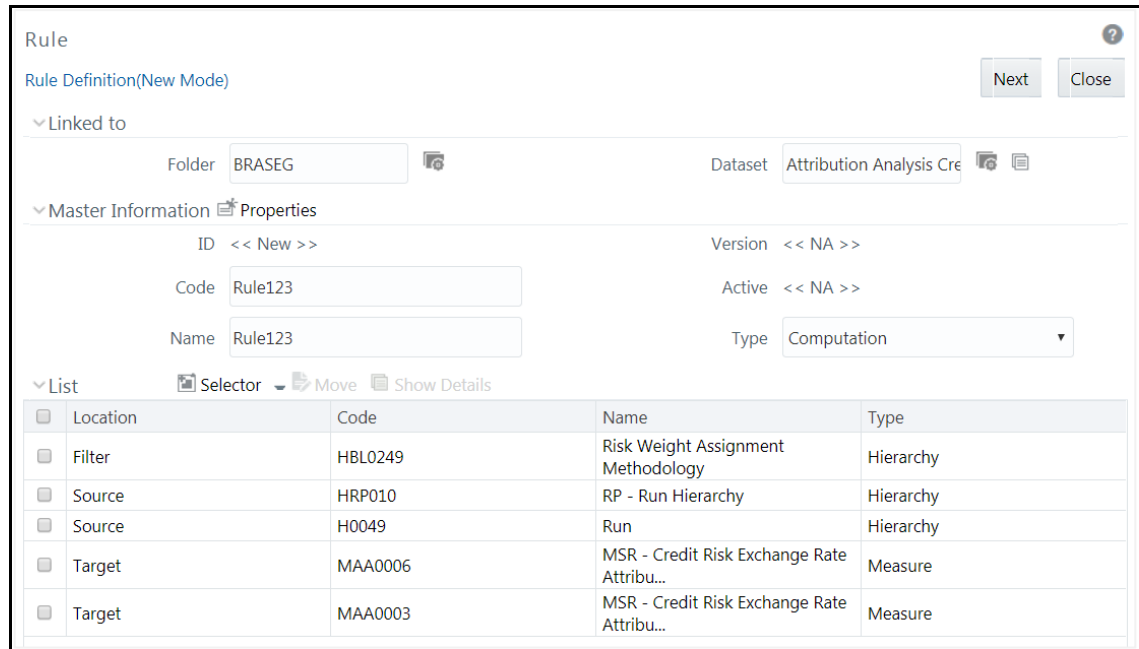 Rule
?
Rule Definition(New Mode)
Next Close
Linked to
Folder BRASEG Dataset Attribution Analysis Cre
Master Information Properties
ID << New >> Version << NA >>
Code Rule123 Active << NA >>
Name Rule123 Type Computation
List Selector Move Show Details
Location Code Name Type
Filter HBL0249 Risk Weight Assignment Hierarchy
Methodology
Source HRP010 RP - Run Hierarchy Hierarchy
Source H0049 Run Hierarchy
Target MAA0006 MSR - Credit Risk Exchange Rate Measure
Attribu...
Target MAA0003 MSR - Credit Risk Exchange Rate Measure
Attribu...